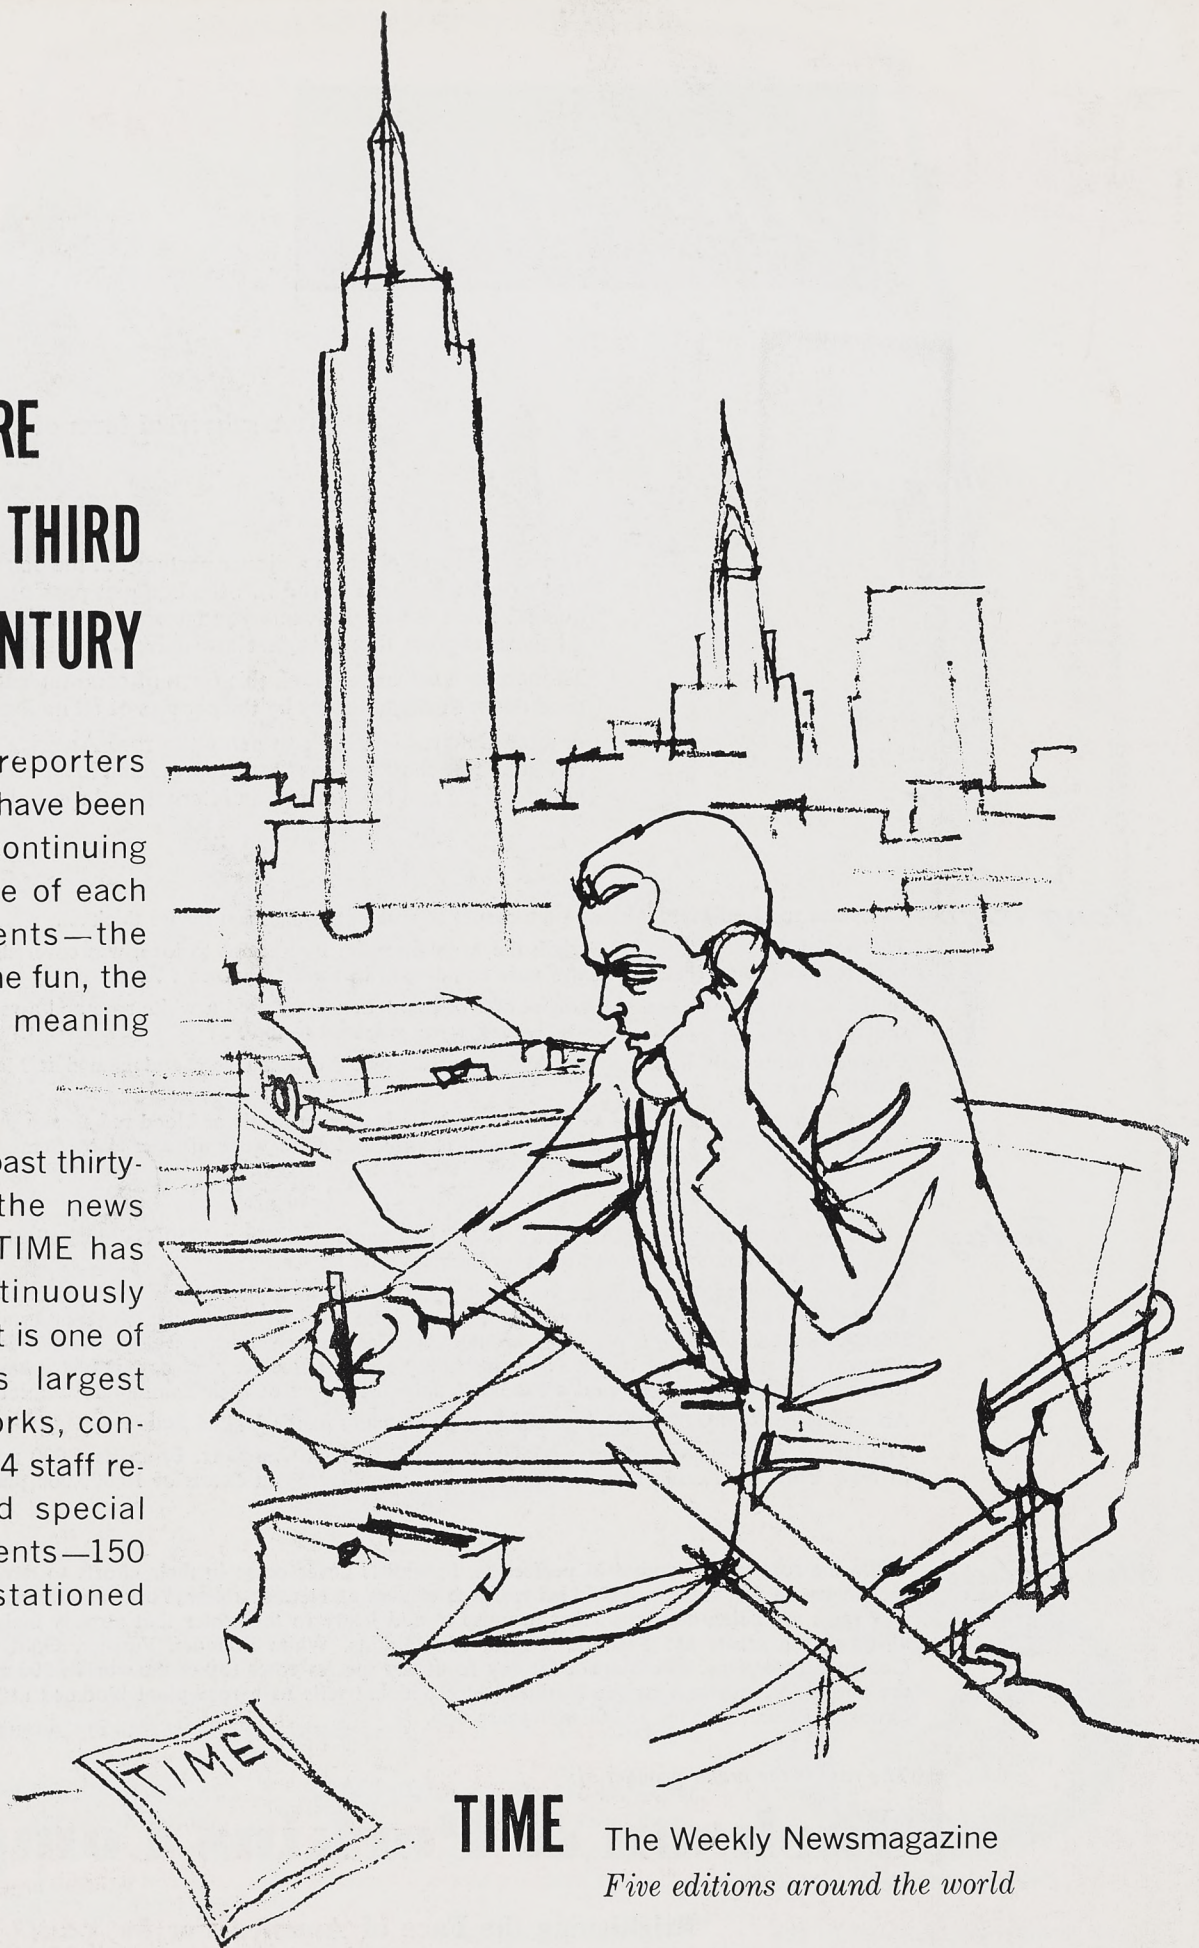 RE
THIRD
NTURY
reporters
have been
ontinuing
e of each
ents—the
e fun, the
meaning
ast thirty-
the news
TIME has
tinuously
t is one of
s largest
orks, con-
4 staff re-
d special
ents—150
stationed
TIME
TIME The Weekly Newsmagazine
Five editions around the world